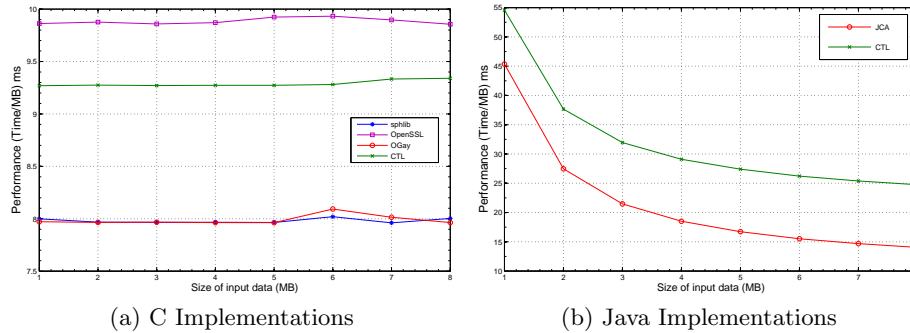 10
9.5
9
8.5
8
7.5
Performance (Time/MB) ms
sphlib
OpenSSL
OGay
CTL
1 2 3 4 5 6 7 8
Size of input data (MB)
(a) C Implementations
55
50
45
40
35
30
25
20
15
10
Performance (Time/MB) ms
JCA
CTL
1 2 3 4 5 6 7
Size of input data (MB)
(b) Java Implementations